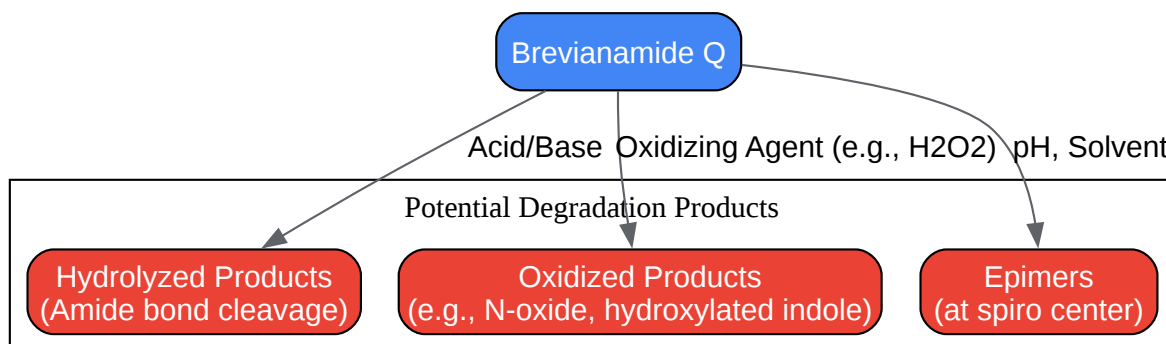 Brevianamide Q
Acid/Base
Oxidizing Agent (e.g., H2O2)
pH, Solvent
Potential Degradation Products
Hydrolyzed Products
(Amide bond cleavage)
Oxidized Products
(e.g., N-oxide, hydroxylated indole)
Epimers
(at spiro center)